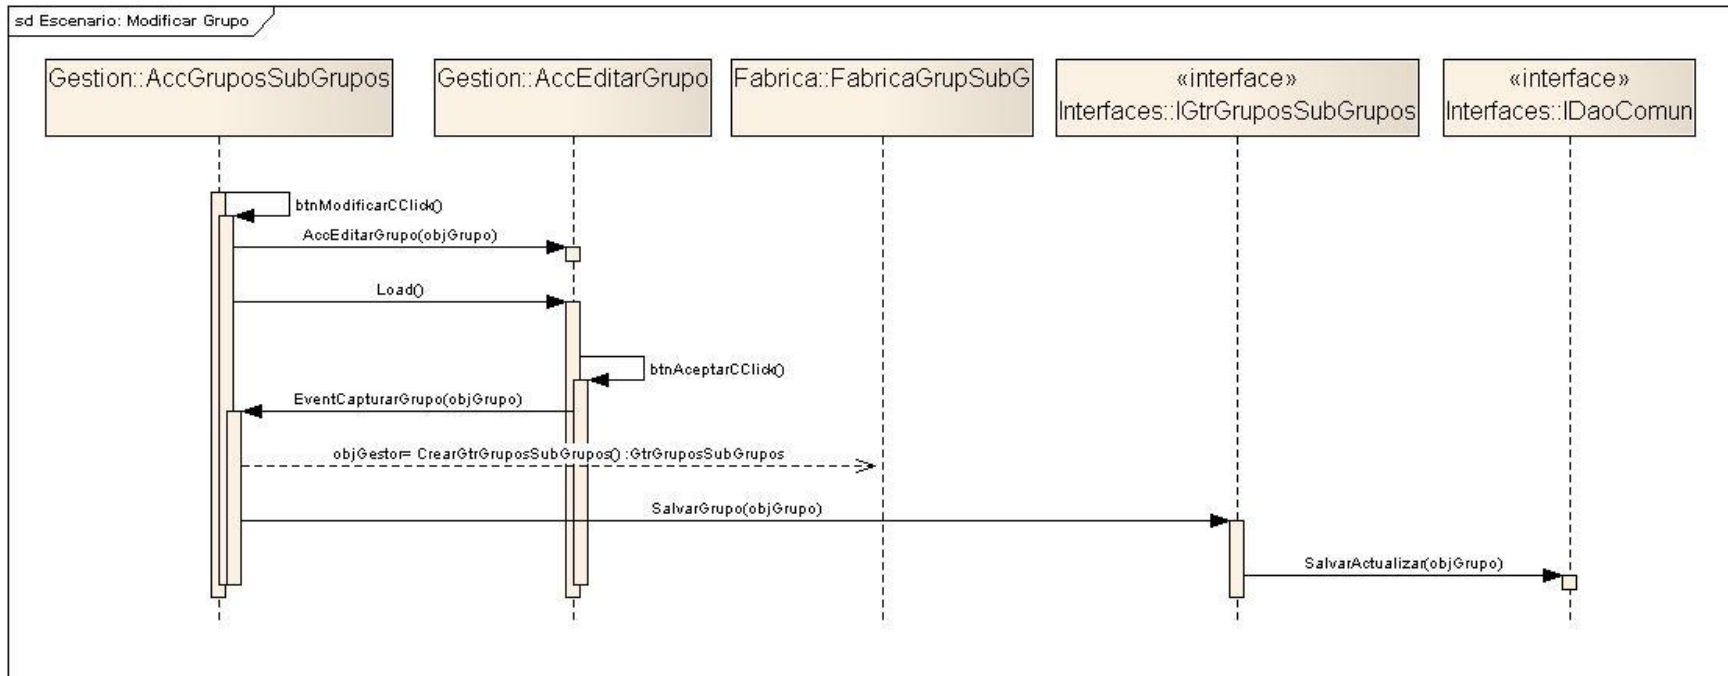 sd Escenario: Modificar Grupo
Gestion::AccGruposSubGrupos
Gestion::AccEditarGrupo
Fabrica::FabricaGrupSubG
«interface»
Interfaces::IGtrGruposSubGrupos
«interface»
Interfaces::IDaoComun
btnModificarCClick()
AccEditarGrupo(objGrupo)
Load()
btnAceptarCClick()
EventCapturarGrupo(objGrupo)
objGestor= CrearGtrGruposSubGrupos() :GtrGruposSubGrupos
SalvarGrupo(objGrupo)
SalvarActualizar(objGrupo)